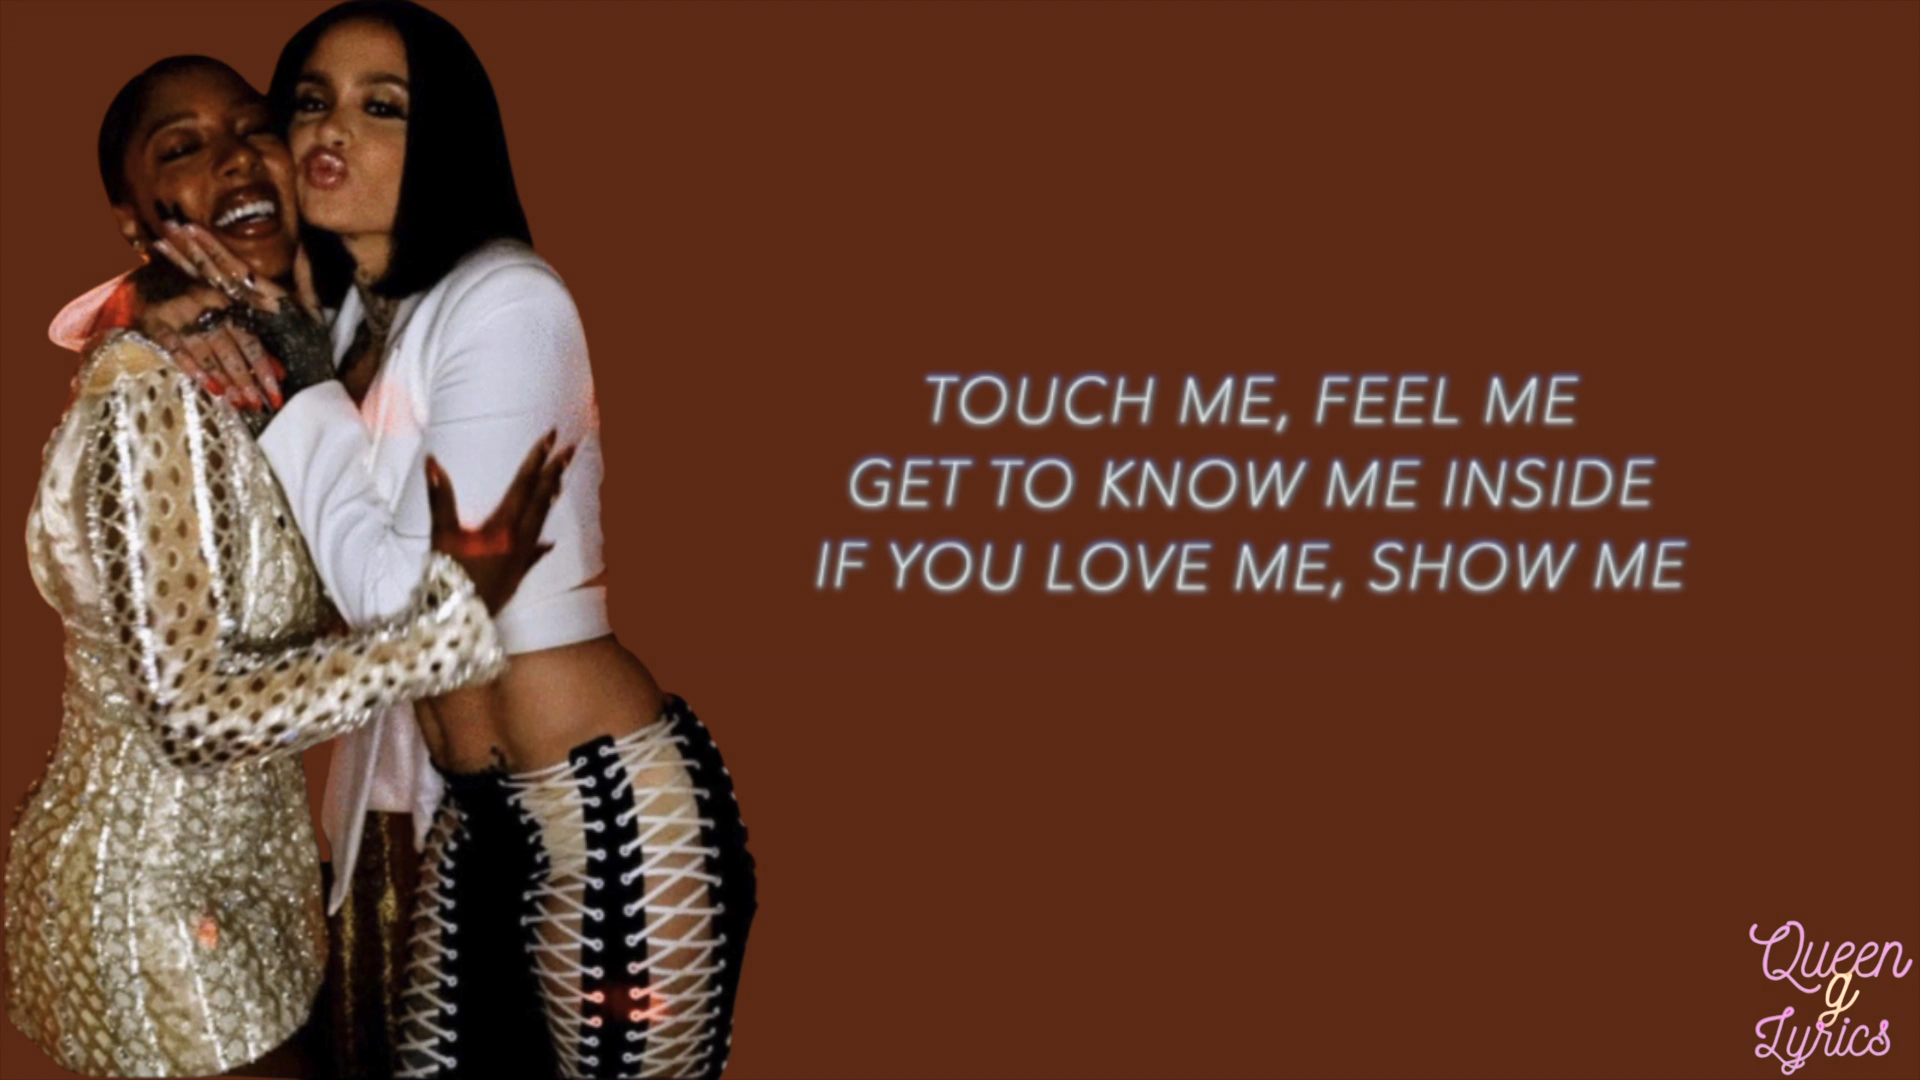 TOUCH ME, FEEL ME
GET TO KNOW ME INSIDE
IF YOU LOVE ME, SHOW ME
Queen
g
Lyrics